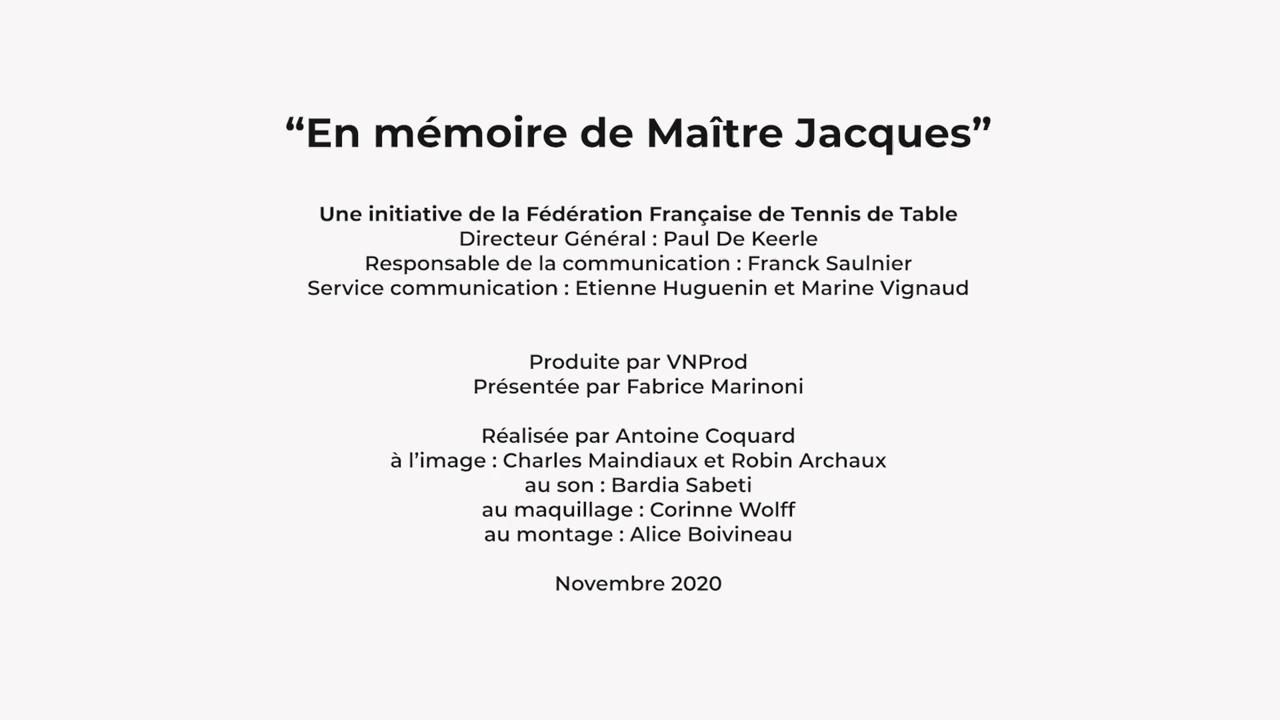 “En mémoire de Maître Jacques”
Une initiative de la Fédération Française de Tennis de Table
Directeur Général : Paul De Keerle
Responsable de la communication : Franck Saulnier
Service communication : Etienne Huguenin et Marine Vignaud
Produite par VNProd
Présentée par Fabrice Marinoni
Réalisée par Antoine Coquard
à l’image : Charles Maindiaux et Robin Archaux
au son : Bardia Sabeti
au maquillage : Corinne Wolff
au montage : Alice Boivineau
Novembre 2020